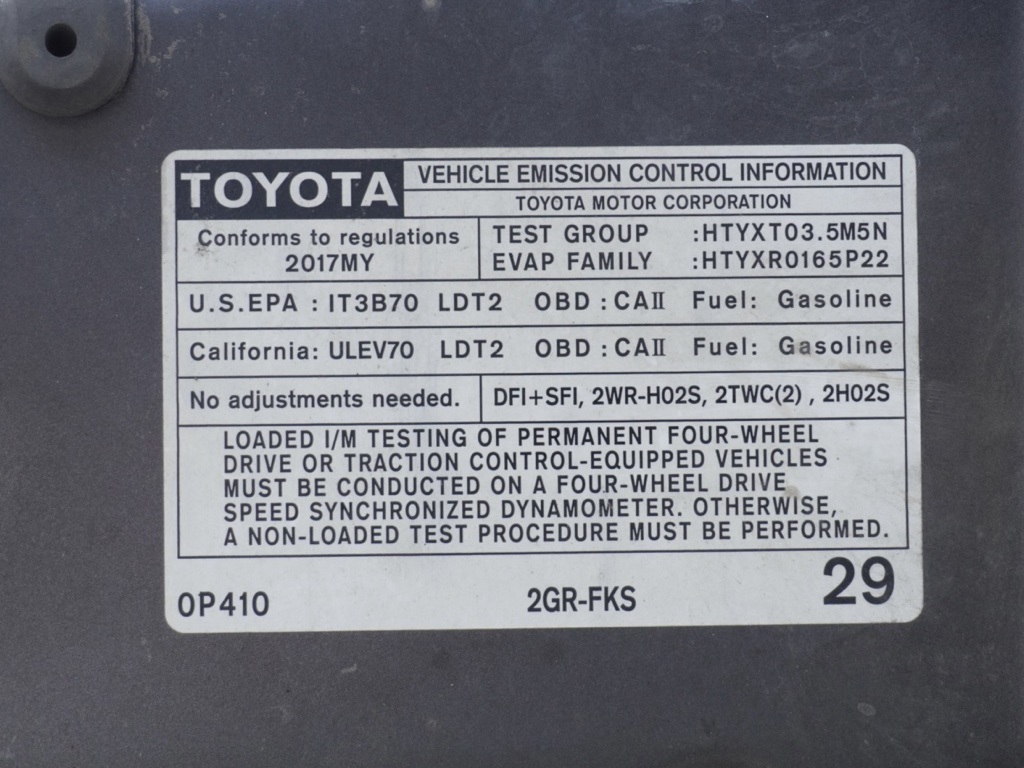 TOYOTA
VEHICLE EMISSION CONTROL INFORMATION
TOYOTA MOTOR CORPORATION
Conforms to regulations
2017MY
TEST GROUP :HTYXT03.5M5N
EVAP FAMILY :HTYXR0165P22
U.S.EPA : IT3B70 LDT2 OBD : CAII Fuel: Gasoline
California: ULEV70 LDT2 OBD : CAII Fuel: Gasoline
No adjustments needed.
DFI+SFI, 2WR-HO2S, 2TWC(2) , 2HO2S
LOADED I/M TESTING OF PERMANENT FOUR-WHEEL
DRIVE OR TRACTION CONTROL-EQUIPPED VEHICLES
MUST BE CONDUCTED ON A FOUR-WHEEL DRIVE
SPEED SYNCHRONIZED DYNAMOMETER. OTHERWISE,
A NON-LOADED TEST PROCEDURE MUST BE PERFORMED.
0P410
2GR-FKS
29